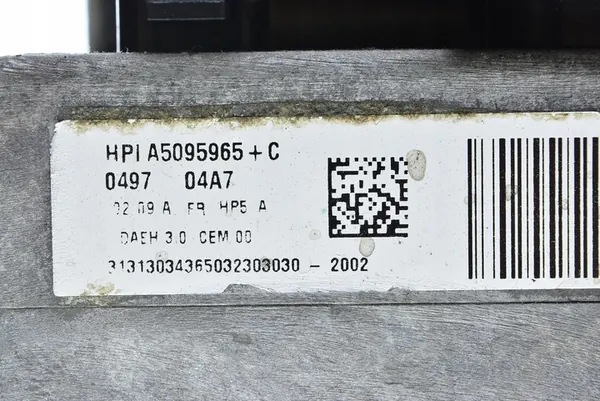 HPI A5095965+C
0497 04A7
02.09 A FR HP5 A
DAEH 3.0 CEM 00
31313034365032303030 - 2002